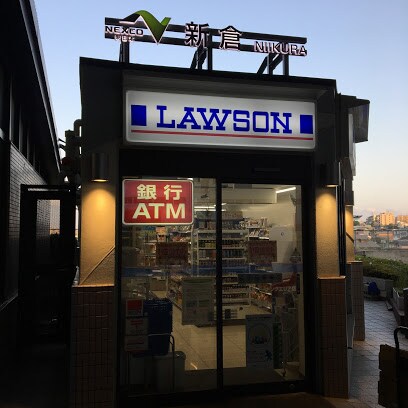 NEXCO 新倉 NIIKURA
LAWSON
銀行
ATM